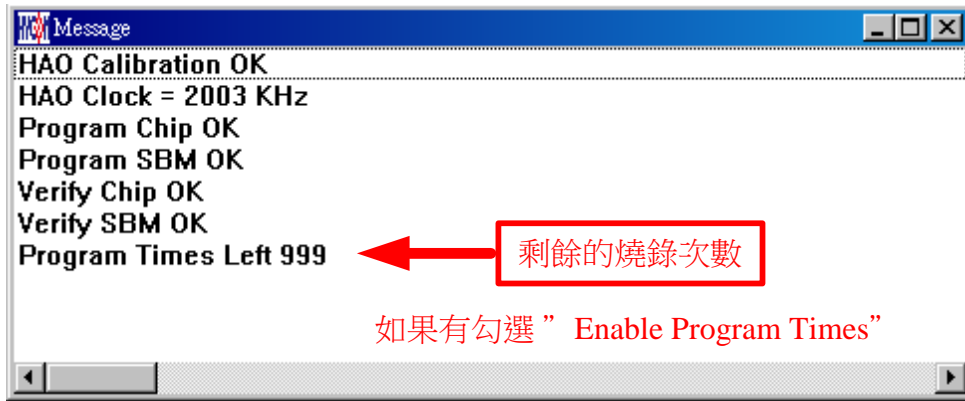 Message
HAO Calibration OK
HAO Clock = 2003 KHz
Program Chip OK
Program SBM OK
Verify Chip OK
Verify SBM OK
Program Times Left 999
剩餘的燒錄次數
如果有勾選” Enable Program Times”